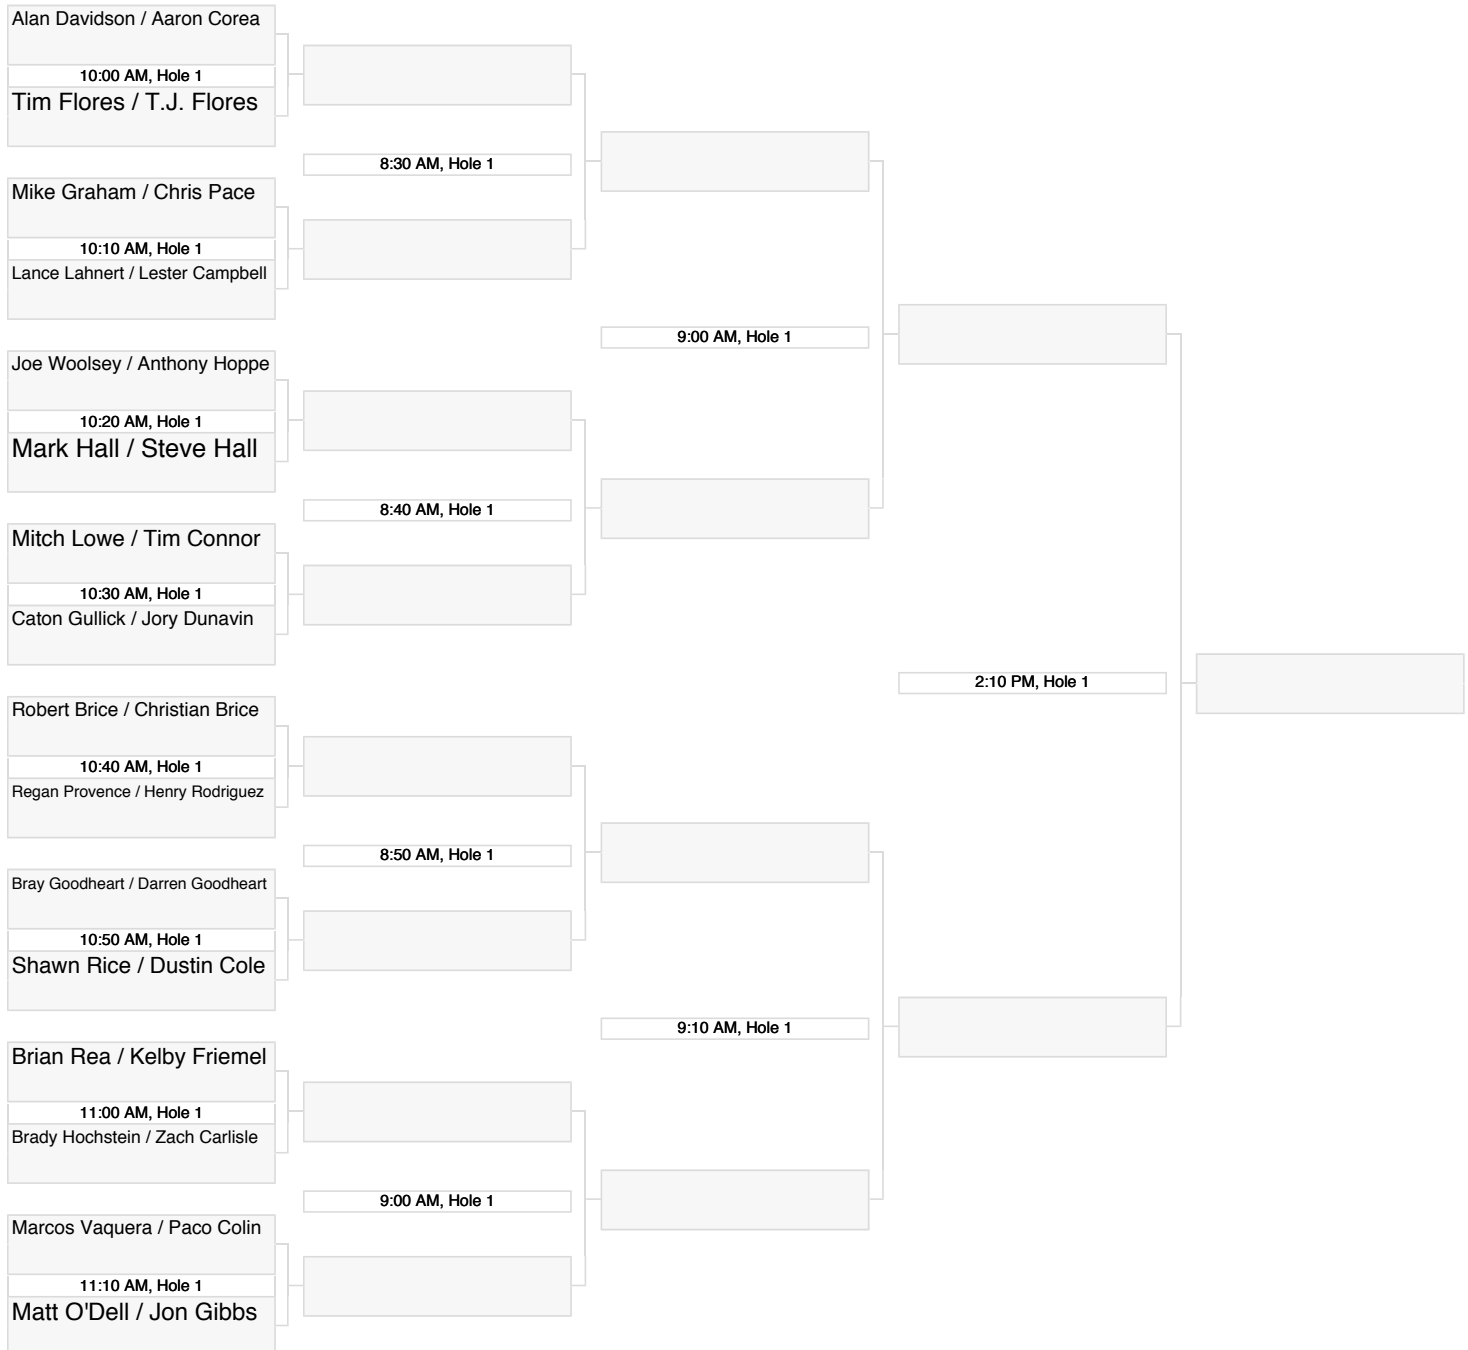 Alan Davidson / Aaron Corea
10:00 AM, Hole 1
Tim Flores / T.J. Flores
8:30 AM, Hole 1
Mike Graham / Chris Pace
10:10 AM, Hole 1
Lance Lahnert / Lester Campbell
9:00 AM, Hole 1
Joe Woolsey / Anthony Hoppe
10:20 AM, Hole 1
Mark Hall / Steve Hall
8:40 AM, Hole 1
Mitch Lowe / Tim Connor
10:30 AM, Hole 1
Caton Gullick / Jory Dunavin
2:10 PM, Hole 1
Robert Brice / Christian Brice
10:40 AM, Hole 1
Regan Provence / Henry Rodriguez
8:50 AM, Hole 1
Bray Goodheart / Darren Goodheart
10:50 AM, Hole 1
Shawn Rice / Dustin Cole
9:10 AM, Hole 1
Brian Rea / Kelby Friemel
11:00 AM, Hole 1
Brady Hochstein / Zach Carlisle
9:00 AM, Hole 1
Marcos Vaquera / Paco Colin
11:10 AM, Hole 1
Matt O'Dell / Jon Gibbs